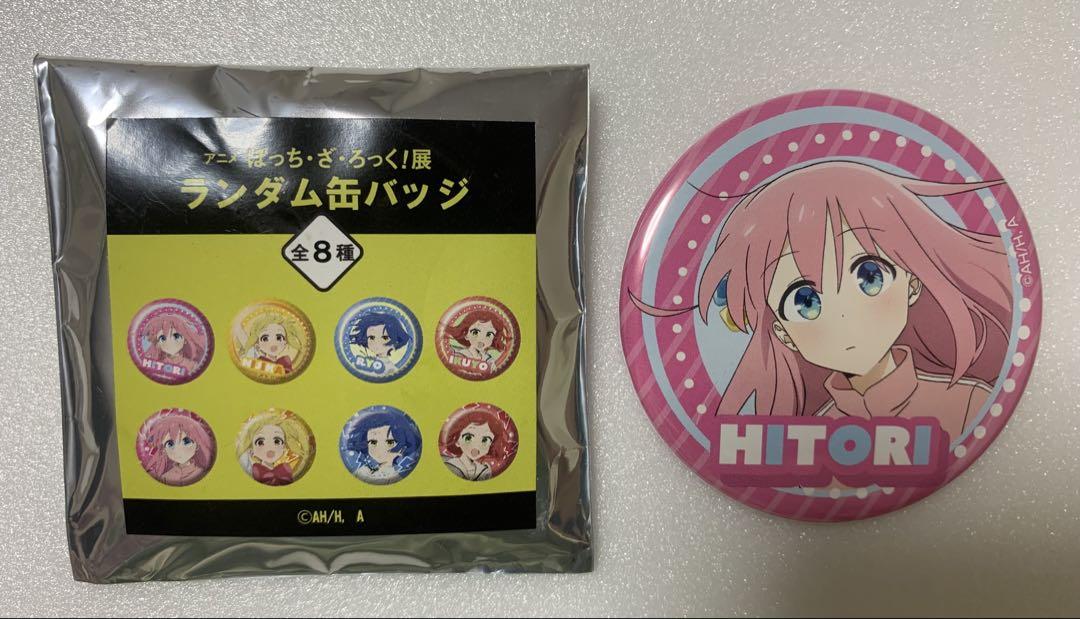 アニメ ぼっち・ざ・ろっく!展
ランダム缶バッジ
全8種
HITORI
RYO
IKUYO
©AH/H, A
©AH/H, A
HITORI